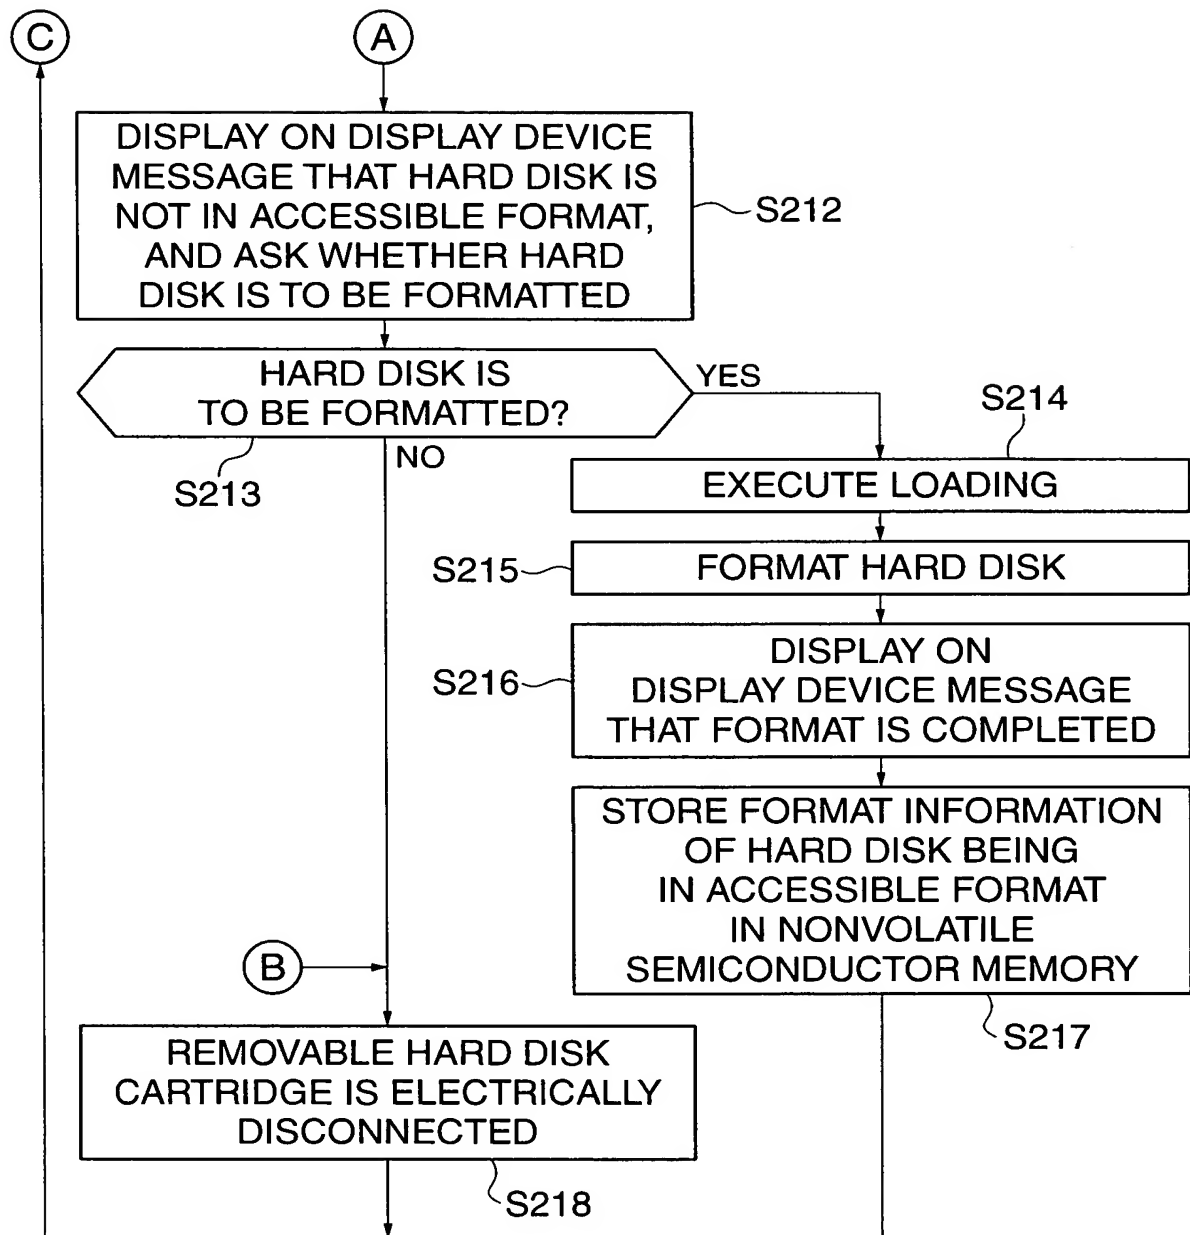 C
A
DISPLAY ON DISPLAY DEVICE
MESSAGE THAT HARD DISK IS
NOT IN ACCESSIBLE FORMAT,
AND ASK WHETHER HARD
DISK IS TO BE FORMATTED
S212
HARD DISK IS
TO BE FORMATTED?
YES
NO
S213
S214
EXECUTE LOADING
S215
FORMAT HARD DISK
S216
DISPLAY ON
DISPLAY DEVICE MESSAGE
THAT FORMAT IS COMPLETED
STORE FORMAT INFORMATION
OF HARD DISK BEING
IN ACCESSIBLE FORMAT
IN NONVOLATILE
SEMICONDUCTOR MEMORY
S217
B
REMOVABLE HARD DISK
CARTRIDGE IS ELECTRICALLY
DISCONNECTED
S218